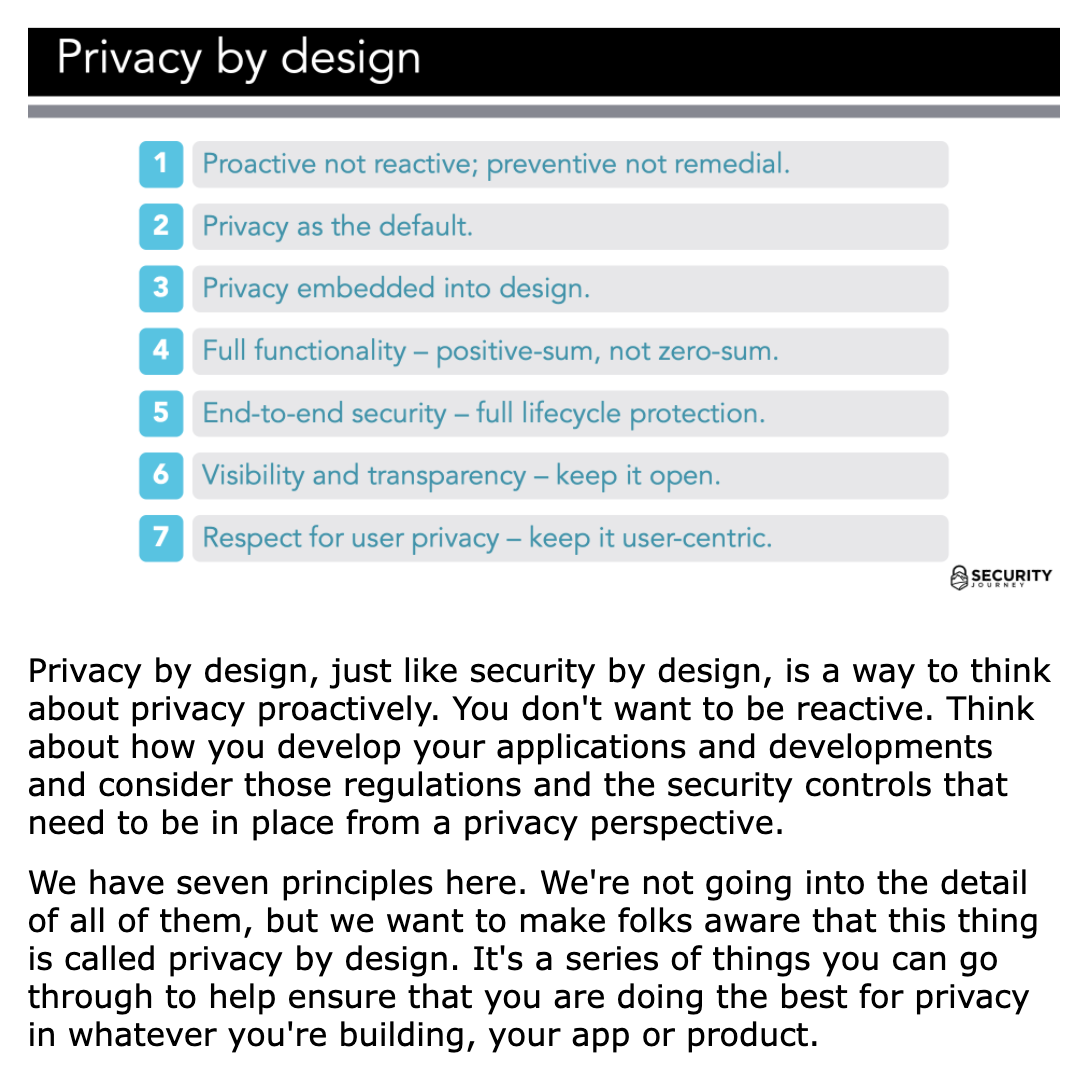 Privacy by design
1 Proactive not reactive; preventive not remedial.
2 Privacy as the default.
3 Privacy embedded into design.
4 Full functionality – positive-sum, not zero-sum.
5 End-to-end security – full lifecycle protection.
6 Visibility and transparency – keep it open.
7 Respect for user privacy – keep it user-centric.
SECURITY
JOURNEY
Privacy by design, just like security by design, is a way to think
about privacy proactively. You don't want to be reactive. Think
about how you develop your applications and developments
and consider those regulations and the security controls that
need to be in place from a privacy perspective.
We have seven principles here. We're not going into the detail
of all of them, but we want to make folks aware that this thing
is called privacy by design. It's a series of things you can go
through to help ensure that you are doing the best for privacy
in whatever you're building, your app or product.